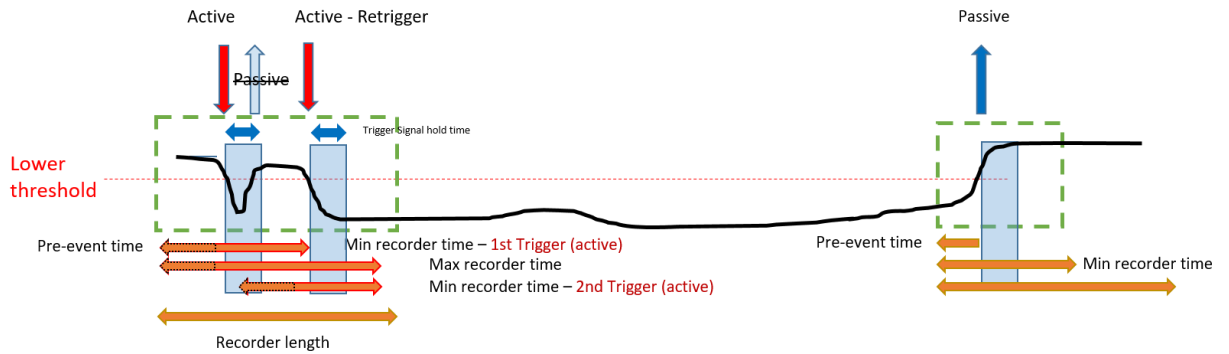 Active
Active - Retrigger
Passive
Passive
Trigger Signal hold time
Lower
threshold
Pre-event time
Min recorder time – 1st Trigger (active)
Pre-event time
Max recorder time
Min recorder time
Min recorder time – 2nd Trigger (active)
Recorder length